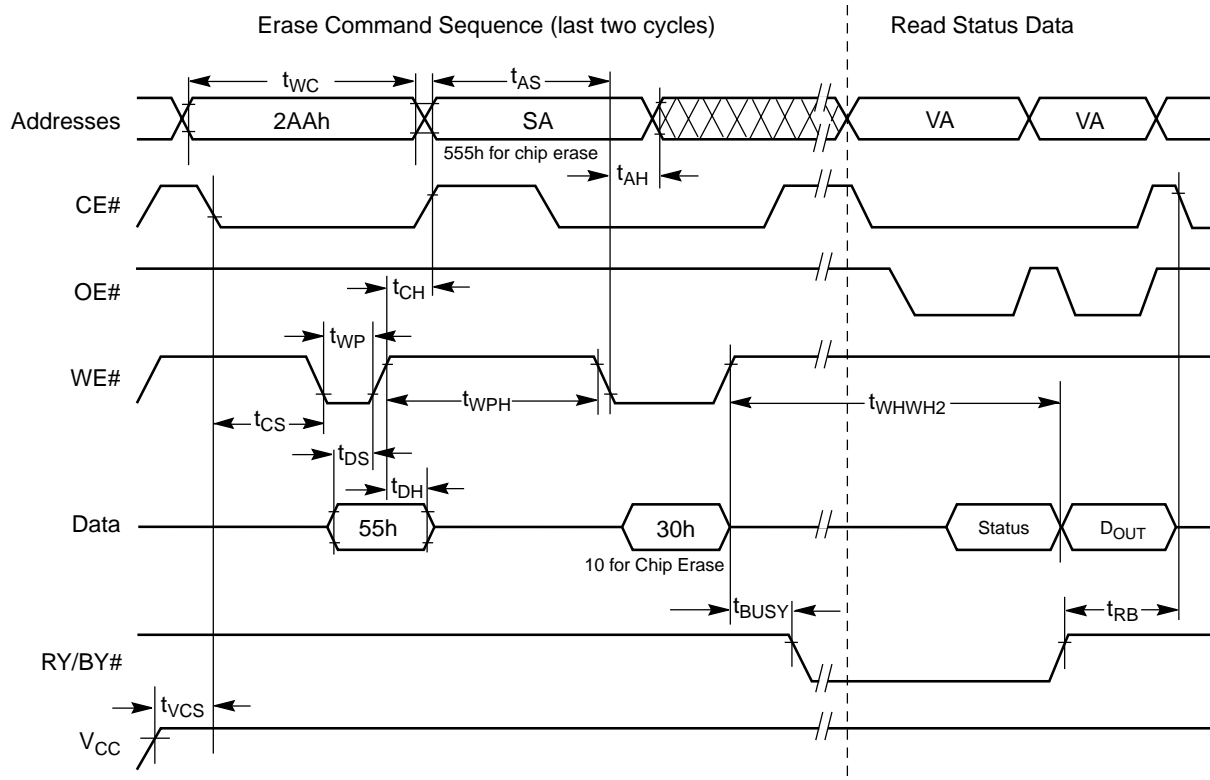 Erase Command Sequence (last two cycles)
Read Status Data
tWC
tAS
Addresses
2AAh
SA
VA
VA
555h for chip erase
tAH
CE#
OE#
tCH
tWP
WE#
tWPH
tWHWH2
tCS
tDS
tDH
Data
55h
30h
Status
DOUT
10 for Chip Erase
tBUSY
tRB
RY/BY#
tVCS
VCC